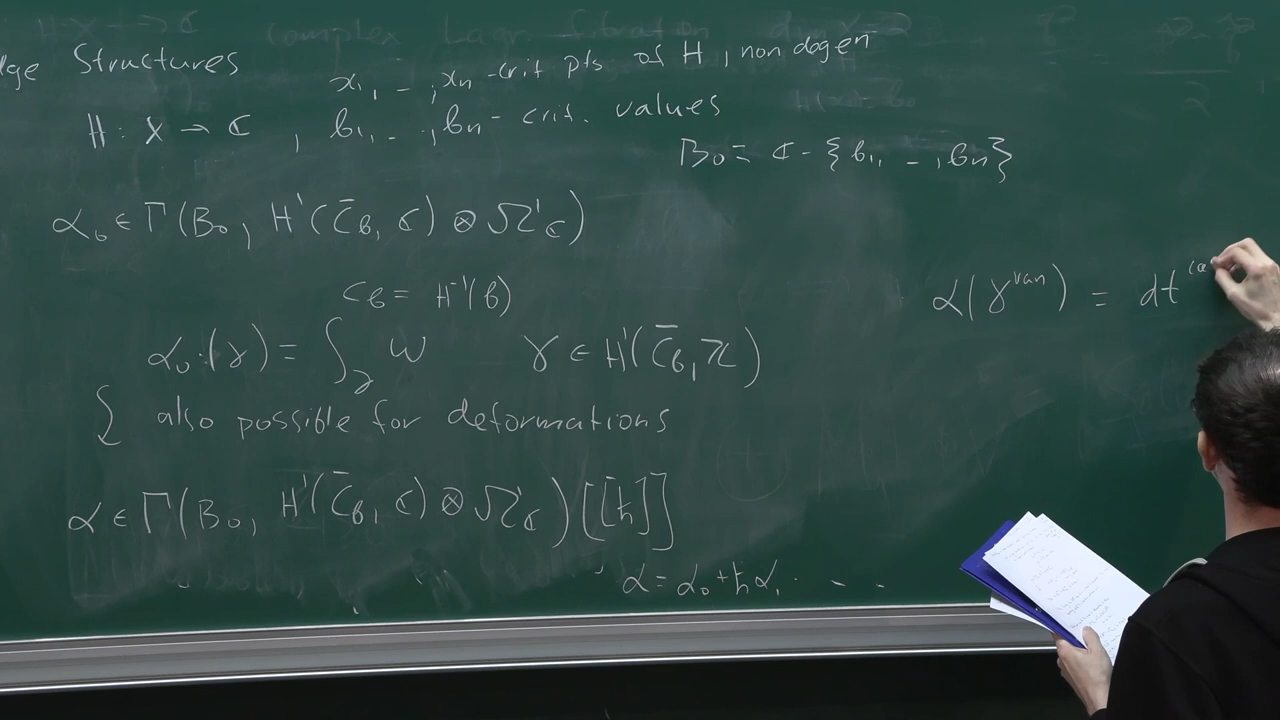 Structures
x₁, – , xₙ - crit pts of H , non degen
H : X → ℂ , b₁, – , bₙ - crit. values
B₀ = ℂ - {b₁, – , bₙ}
α₀ ∈ Γ(B₀, H¹(C̄_b, ℂ) ⊗ Ω¹_ℂ)
C_b = H⁻¹(b)
α(γ^van) = dt
α₀ : (γ) = ∫_γ ω γ ∈ H¹(C̄_b, ℤ)
also possible for deformations
α ∈ Γ(B₀, H¹(C̄_b, ℂ) ⊗ Ω¹_ℂ)[[ħ]]
α = α₀ + ħα₁ . – –